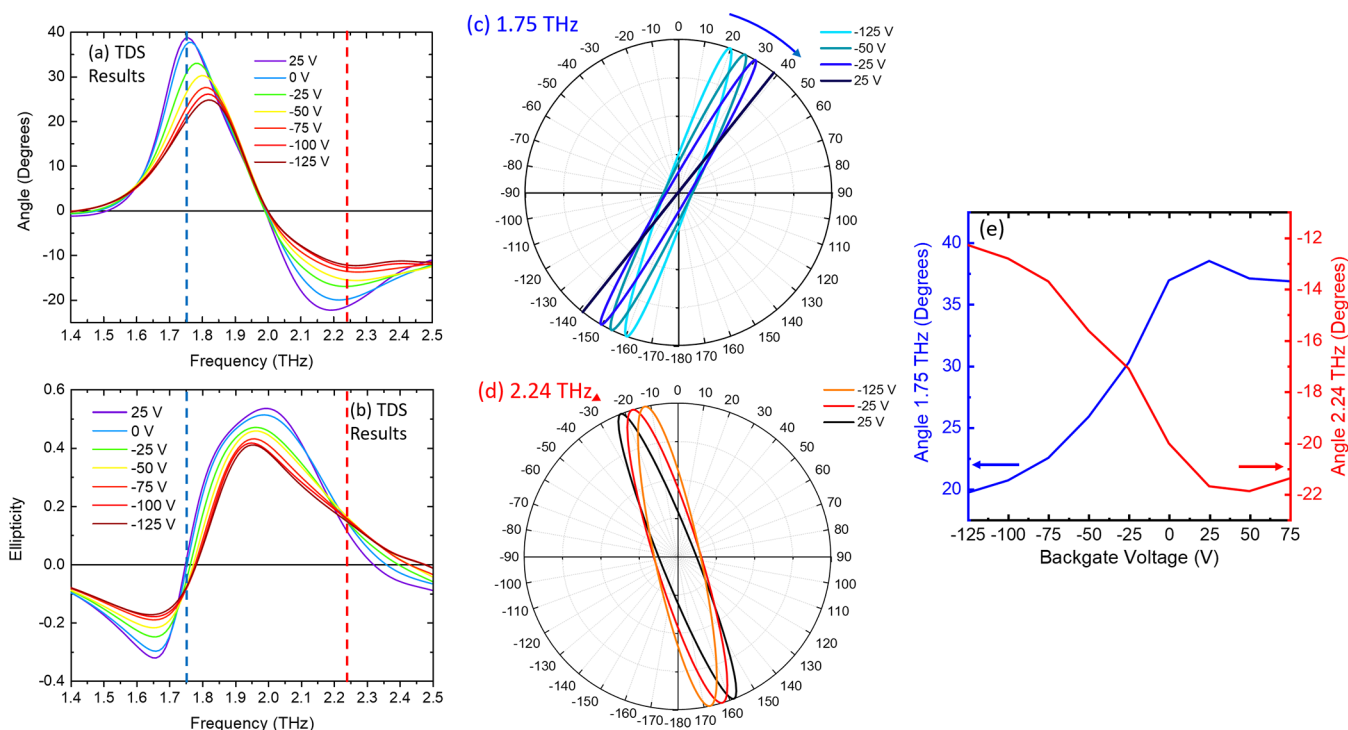 (a) TDS
Results
25 V
0 V
-25 V
-50 V
-75 V
-100 V
-125 V
40
30
20
10
0
-10
-20
Angle (Degrees)
1.4 1.5 1.6 1.7 1.8 1.9 2.0 2.1 2.2 2.3 2.4 2.5
Frequency (THz)
(b) TDS
Results
25 V
0 V
-25 V
-50 V
-75 V
-100 V
-125 V
0.6
0.4
0.2
0.0
-0.2
-0.4
Ellipticity
1.4 1.5 1.6 1.7 1.8 1.9 2.0 2.1 2.2 2.3 2.4 2.5
Frequency (THz)
(c) 1.75 THz
-125 V
-50 V
-25 V
25 V
0
10
20
30
40
50
60
70
80
90
100
110
120
130
140
150
160
170
-180
-170
-160
-150
-140
-130
-120
-110
-100
-90
-80
-70
-60
-50
-40
-30
-20
-10
(d) 2.24 THz
-125 V
-25 V
25 V
0
10
20
30
40
50
60
70
80
90
100
110
120
130
140
150
160
170
-180
-170
-160
-150
-140
-130
-120
-110
-100
-90
-80
-70
-60
-50
-40
-30
-20
-10
(e)
Angle 1.75 THz (Degrees)
40
35
30
25
20
-125 -100 -75 -50 -25 0 25 50 75
Backgate Voltage (V)
-12
-14
-16
-18
-20
-22
Angle 2.24 THz (Degrees)